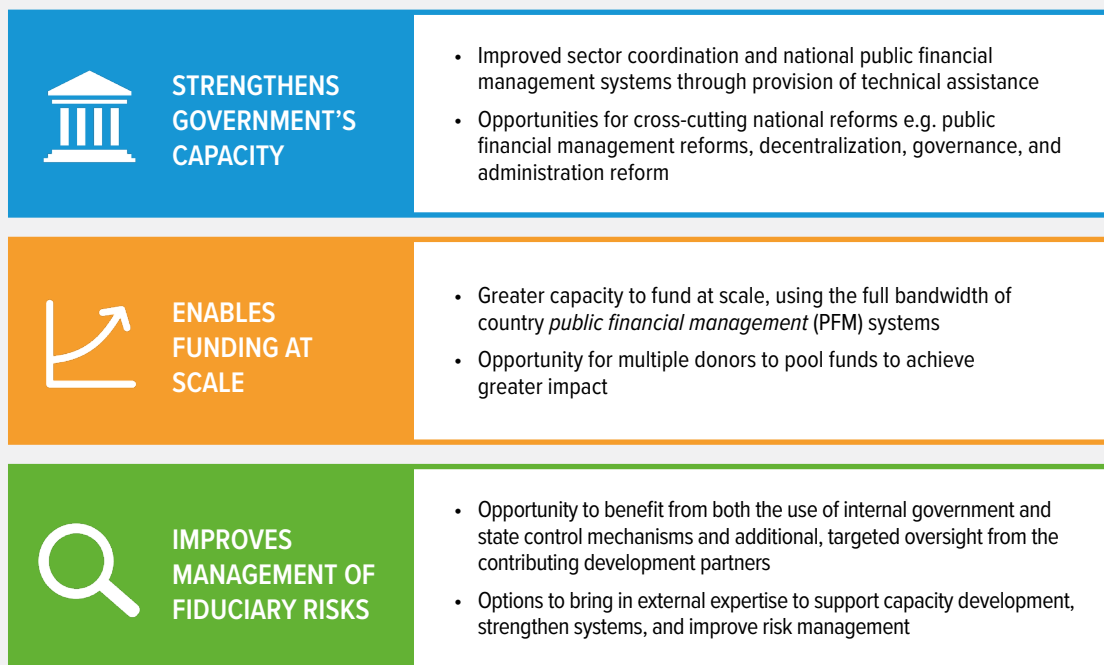 STRENGTHENS
GOVERNMENT'S
CAPACITY
• Improved sector coordination and national public financial
management systems through provision of technical assistance
• Opportunities for cross-cutting national reforms e.g. public
financial management reforms, decentralization, governance, and
administration reform
ENABLES
FUNDING AT
SCALE
• Greater capacity to fund at scale, using the full bandwidth of
country public financial management (PFM) systems
• Opportunity for multiple donors to pool funds to achieve
greater impact
IMPROVES
MANAGEMENT OF
FIDUCIARY RISKS
• Opportunity to benefit from both the use of internal government and
state control mechanisms and additional, targeted oversight from the
contributing development partners
• Options to bring in external expertise to support capacity development,
strengthen systems, and improve risk management